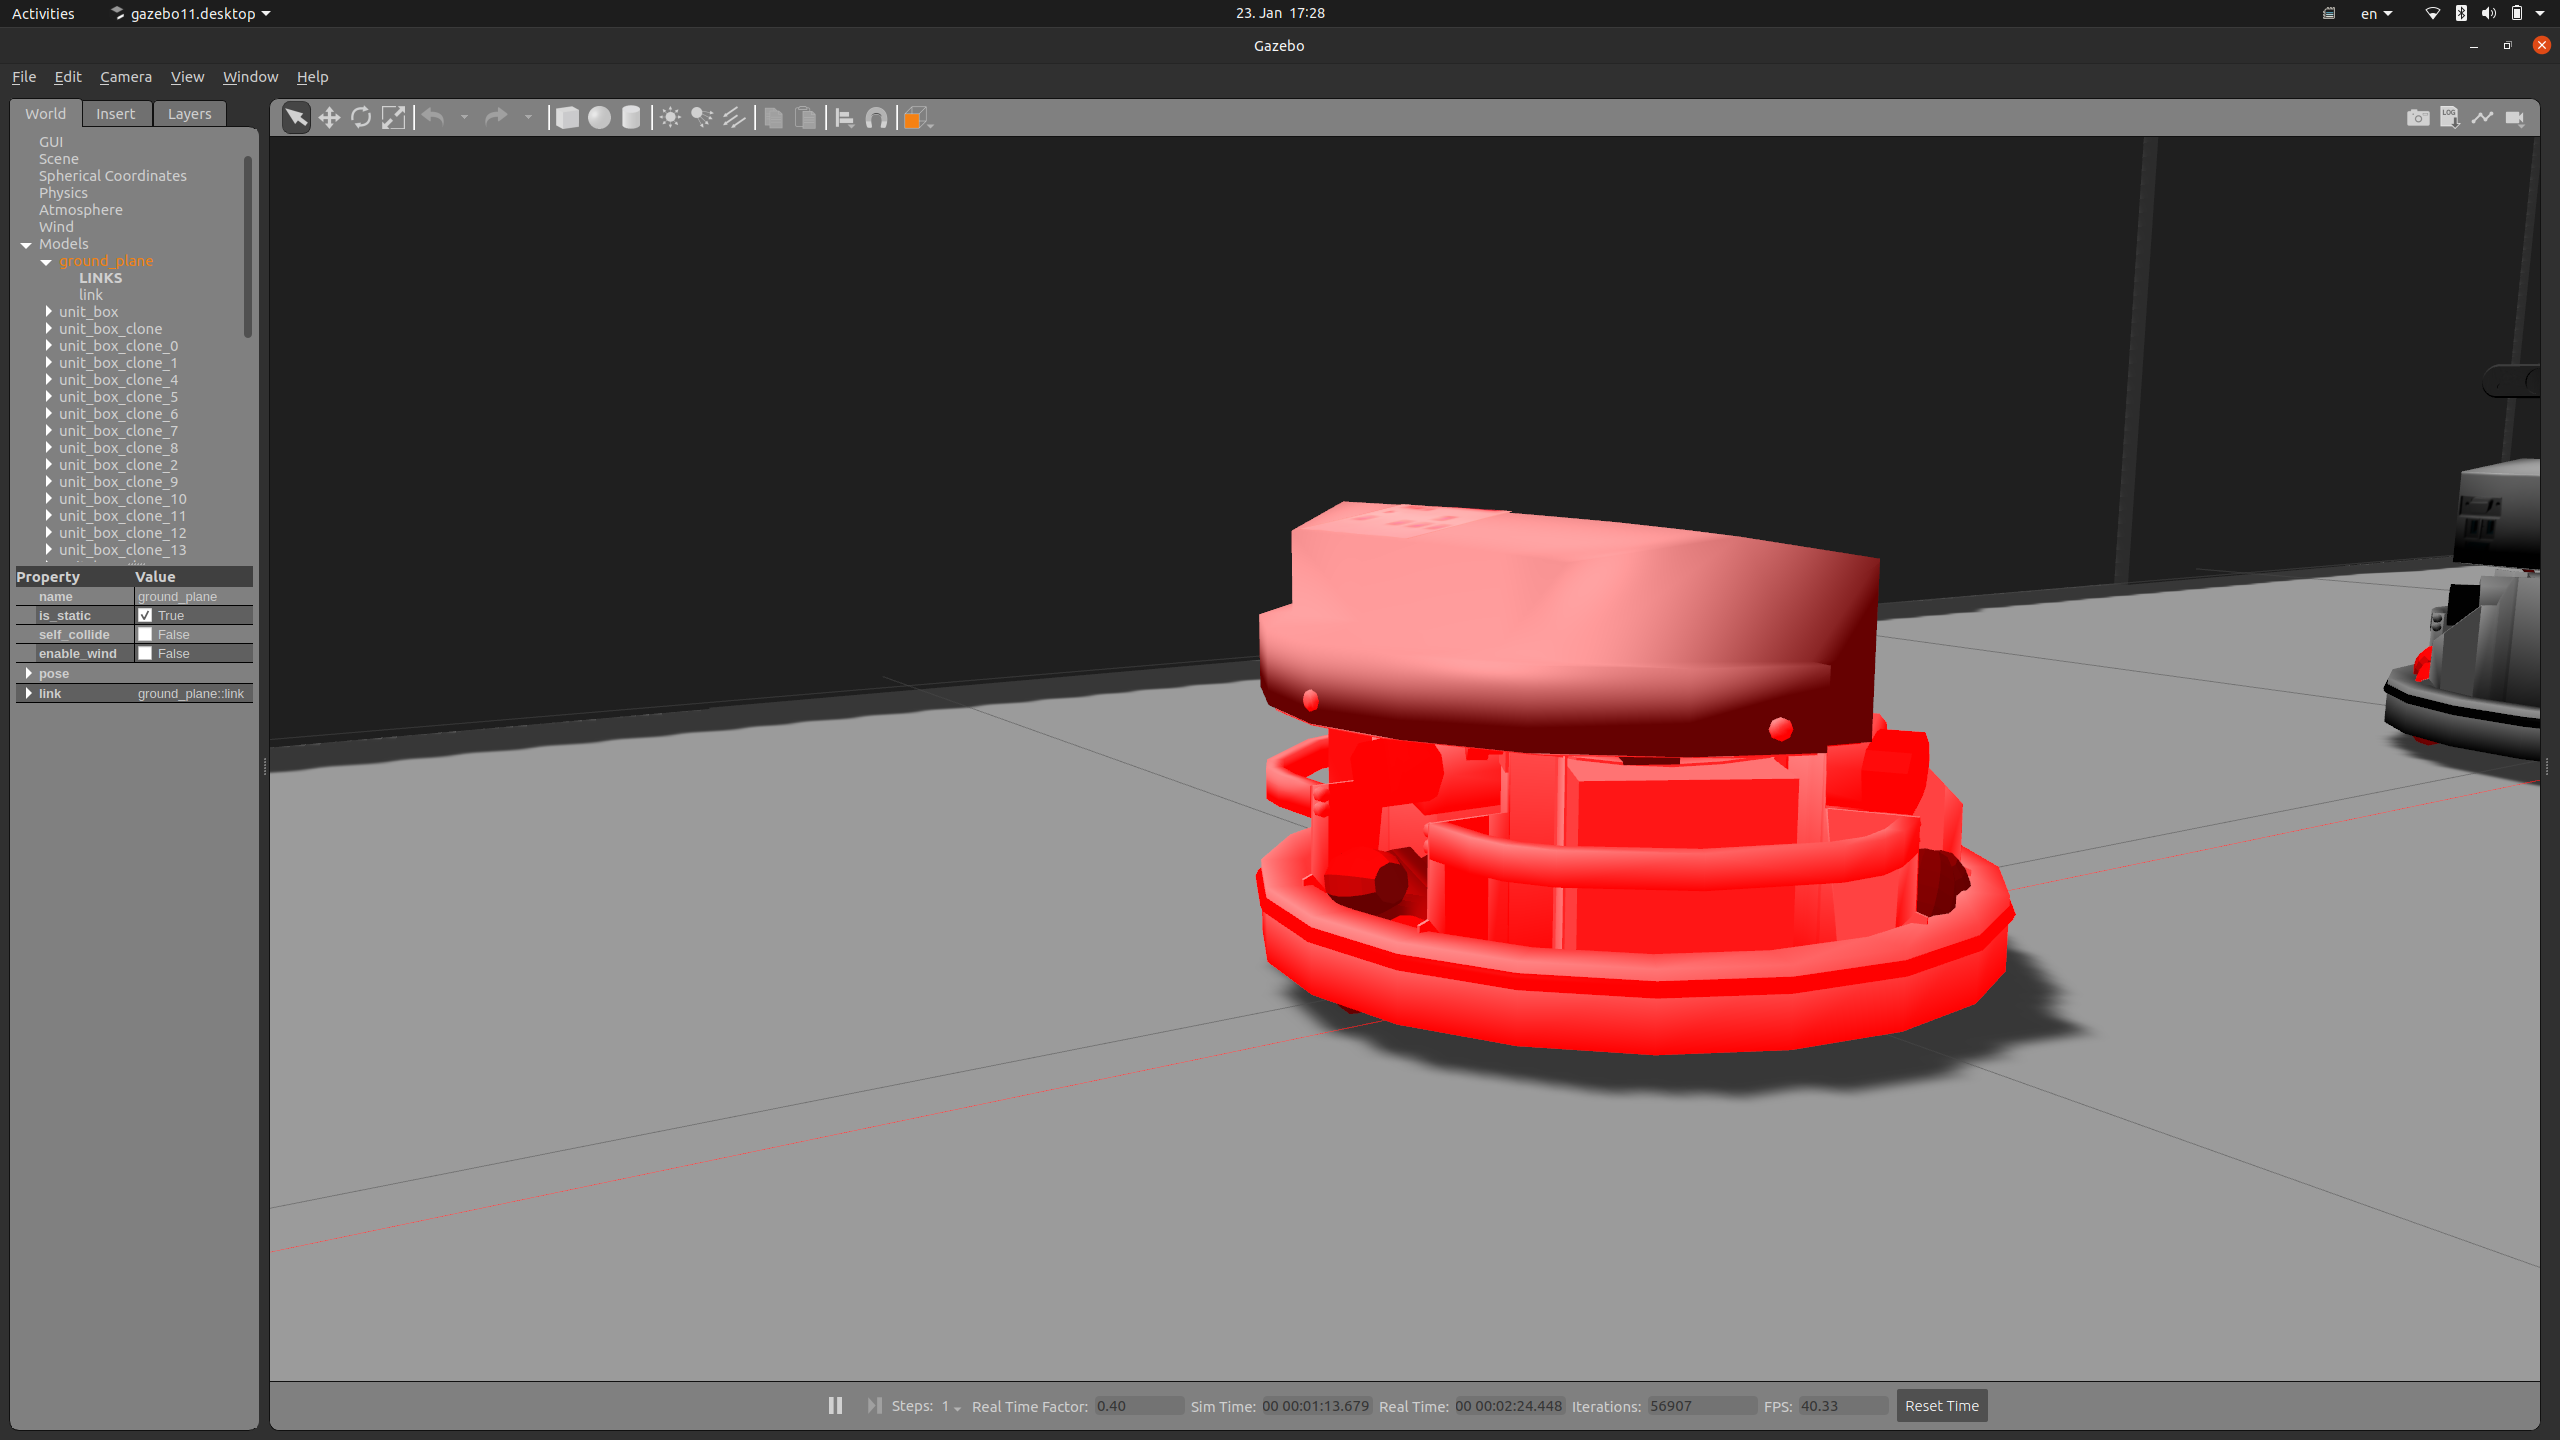 Activities gazebo11.desktop 23. Jan 17:28 en
Gazebo
File Edit Camera View Window Help
World Insert Layers
LOG
GUI
Scene
Spherical Coordinates
Physics
Atmosphere
Wind
Models
ground_plane
LINKS
link
unit_box
unit_box_clone
unit_box_clone_0
unit_box_clone_1
unit_box_clone_4
unit_box_clone_5
unit_box_clone_6
unit_box_clone_7
unit_box_clone_8
unit_box_clone_2
unit_box_clone_9
unit_box_clone_10
unit_box_clone_11
unit_box_clone_12
unit_box_clone_13
Property Value
name ground_plane
is_static True
self_collide False
enable_wind False
pose
link ground_plane::link
Steps: 1 Real Time Factor: 0.40 Sim Time: 00 00:01:13.679 Real Time: 00 00:02:24.448 Iterations: 56907 FPS: 40.33 Reset Time